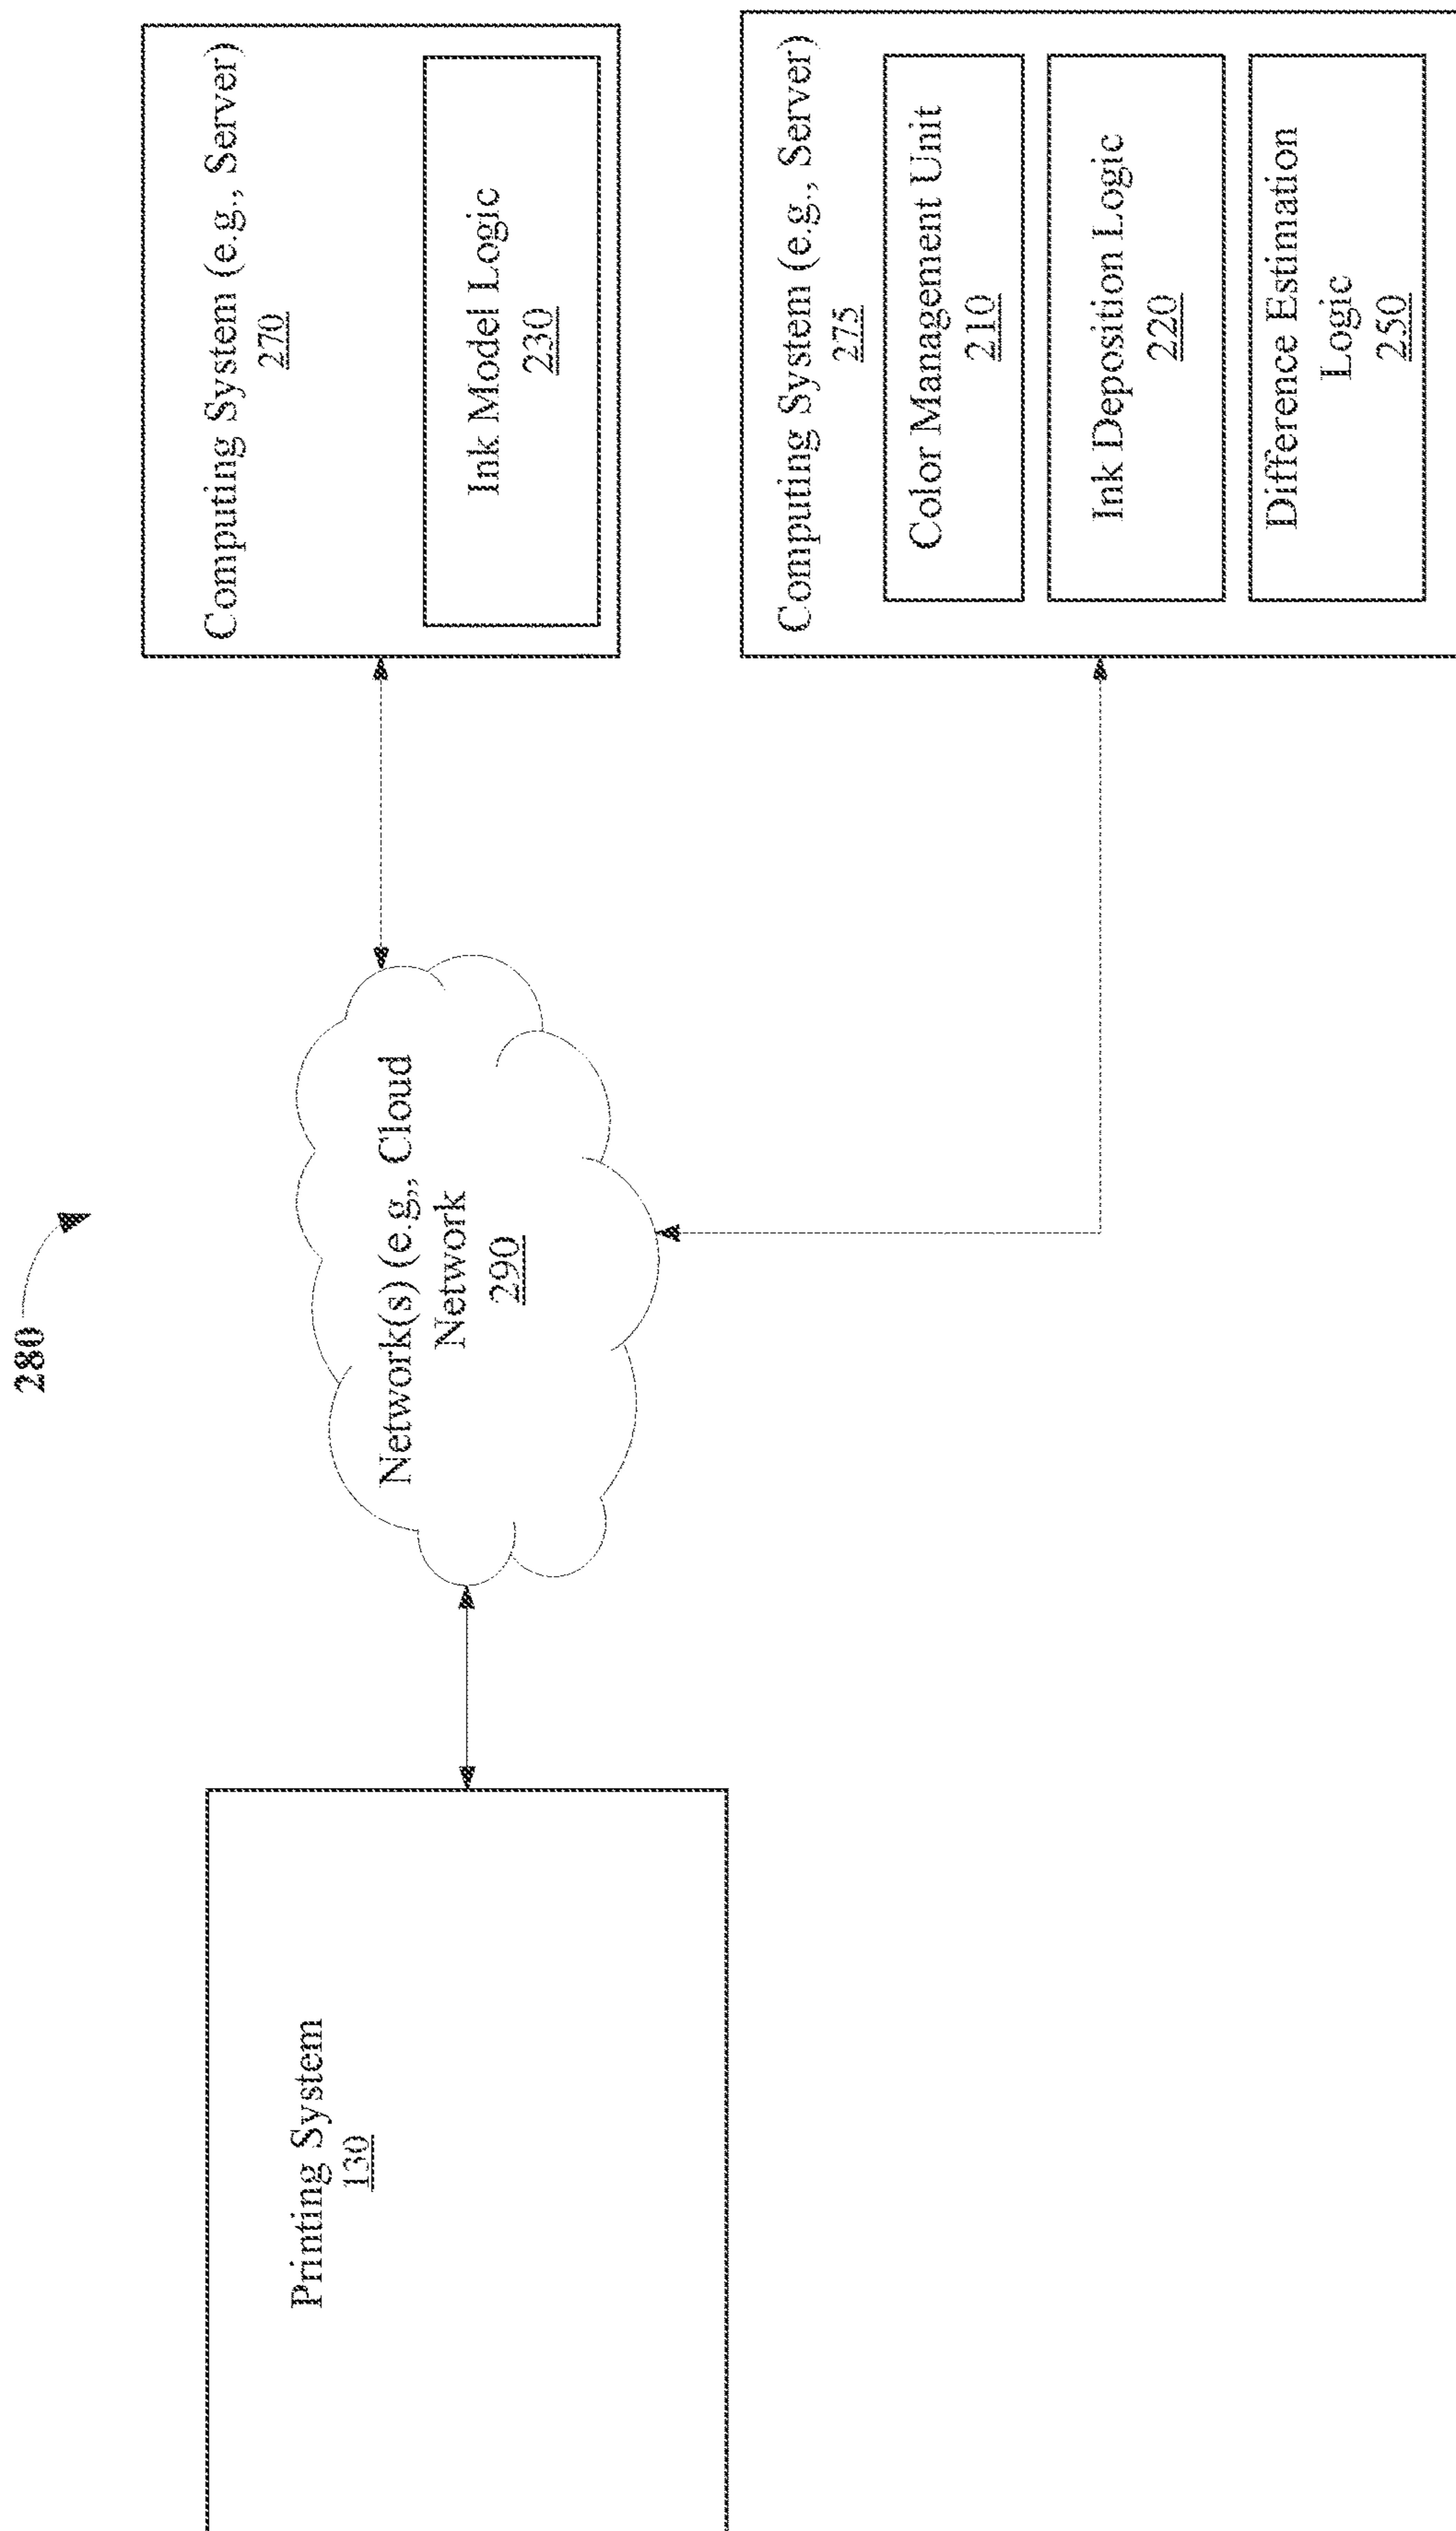 280
Printing System
130
Network(s) (e.g,, Cloud
Network
290
Computing System (e.g., Server)
270
Ink Model Logic
230
Computing System (e.g., Server)
275
Color Management Unit
210
Ink Deposition Logic
220
Difference Estimation
Logic
250